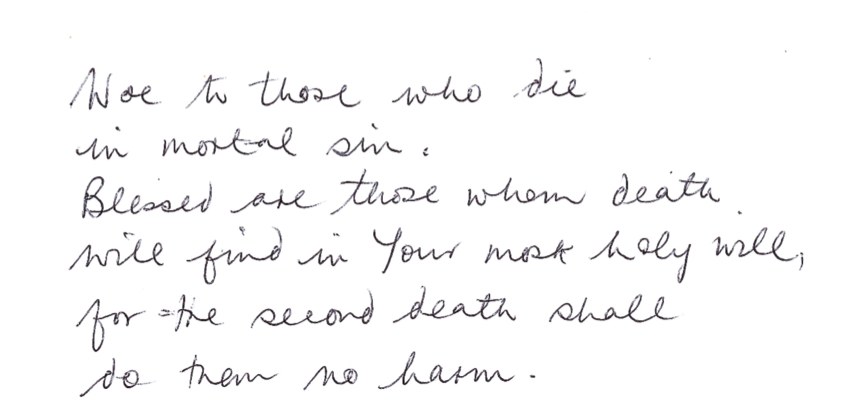 Woe to those who die
in mortal sin.
Blessed are those whom death
will find in Your most holy will,
for the second death shall
do them no harm.